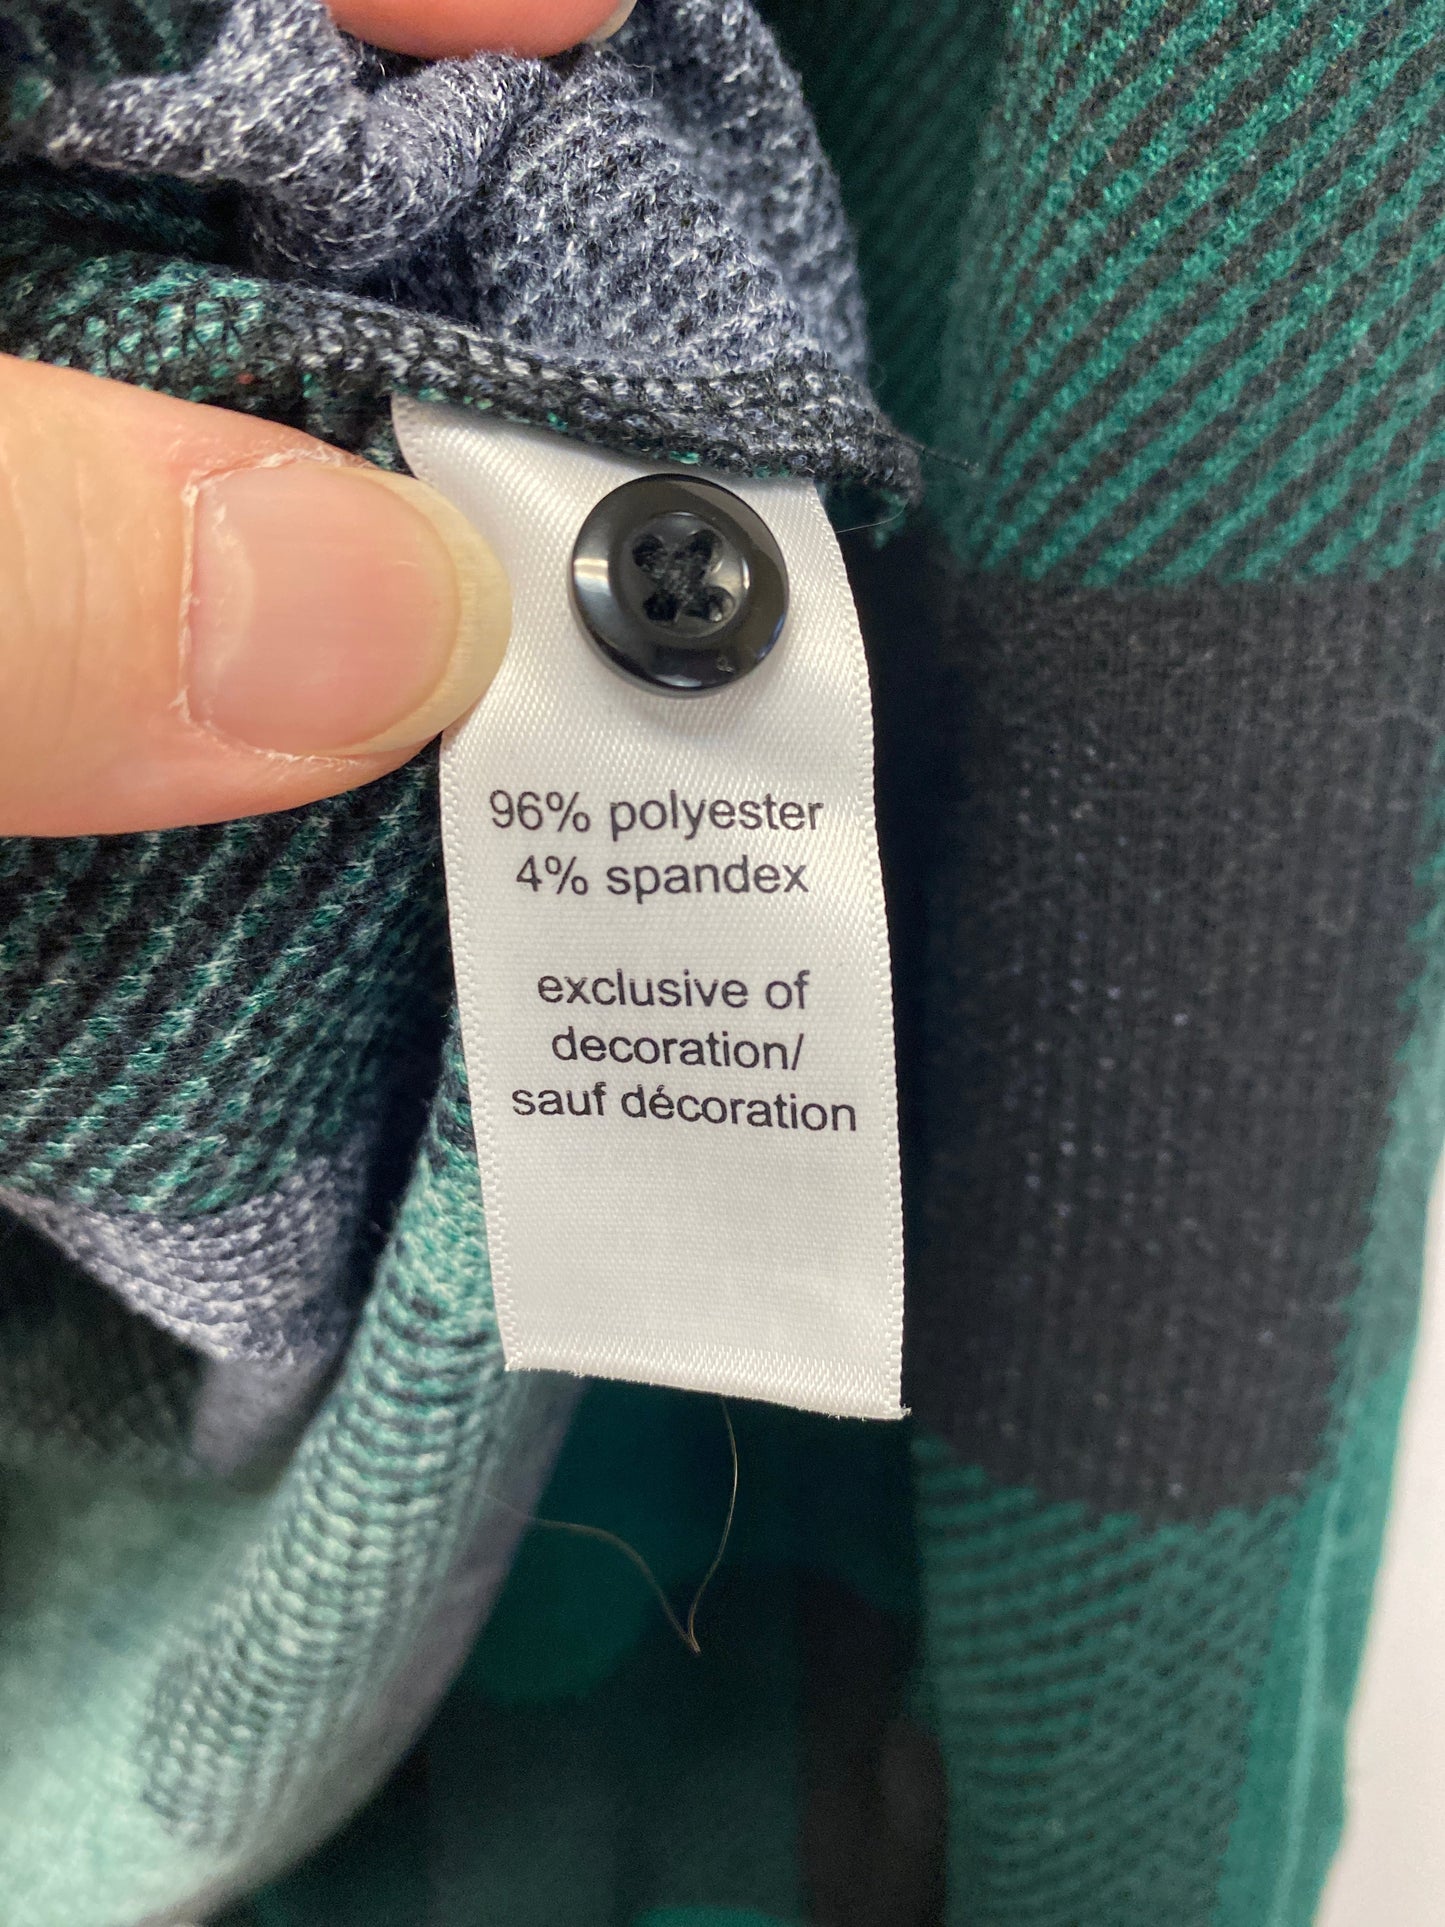 96% polyester
4% spandex
exclusive of
decoration/
sauf décoration